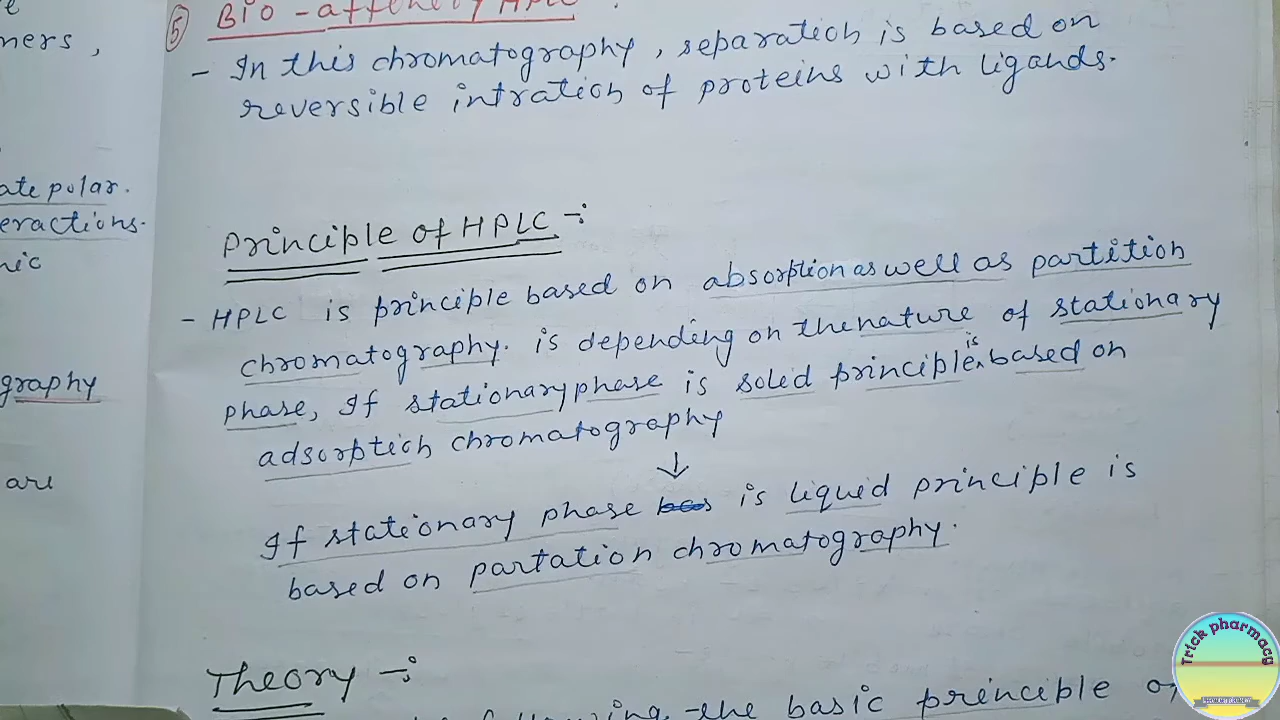 ⑤ Bio-affinity HPLC :
- In this chromatography, separation is based on
reversible intration of proteins with ligands.
ners,
ate polar.
eractions.
nic
graphy
are
Principle of HPLC -:
- HPLC is principle based on absorption as well as partition
chromatography. is depending on the nature of stationary
phase, If stationary phase is solid principle is based on
adsorption chromatography
↓
If stationary phase is liquid principle is
based on partation chromatography.
Theory -:
following the basic principle of
Trick pharmacy